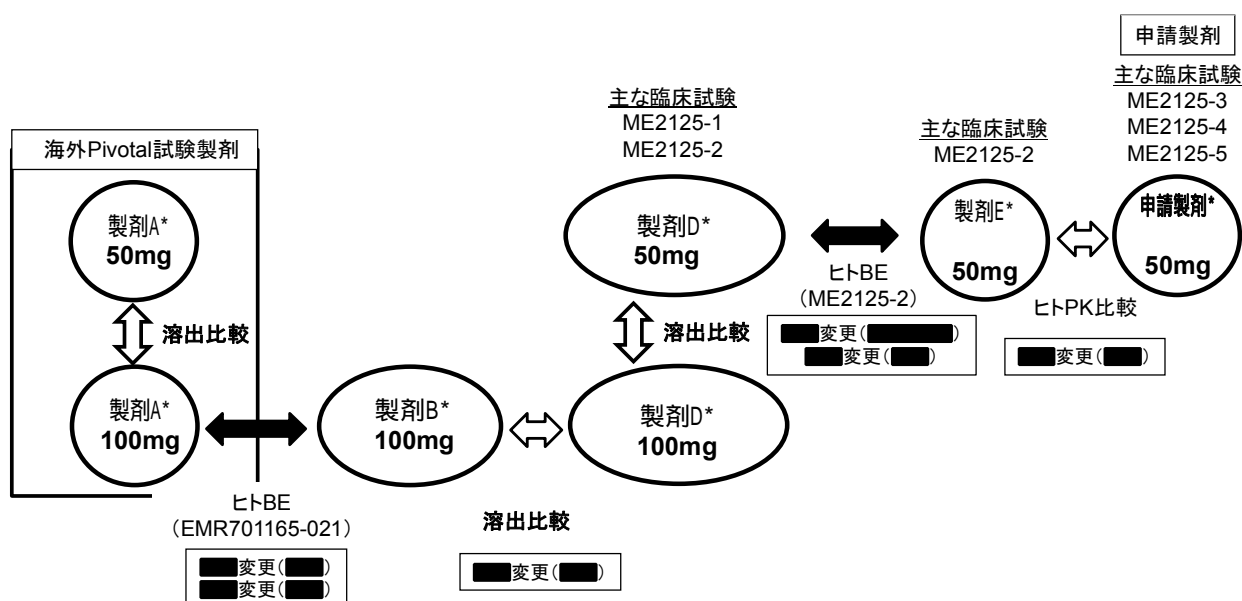 申請製剤
主な臨床試験
ME2125-3
ME2125-4
ME2125-5
主な臨床試験
ME2125-1
ME2125-2
主な臨床試験
ME2125-2
海外Pivotal試験製剤
製剤A*
50mg
製剤D*
50mg
製剤E*
50mg
申請製剤*
50mg
ヒトBE
(ME2125-2)
ヒトPK比較
溶出比較
溶出比較
変更( )
変更( )
変更( )
製剤A*
100mg
製剤B*
100mg
製剤D*
100mg
ヒトBE
(EMR701165-021)
溶出比較
変更( )
変更( )
変更( )